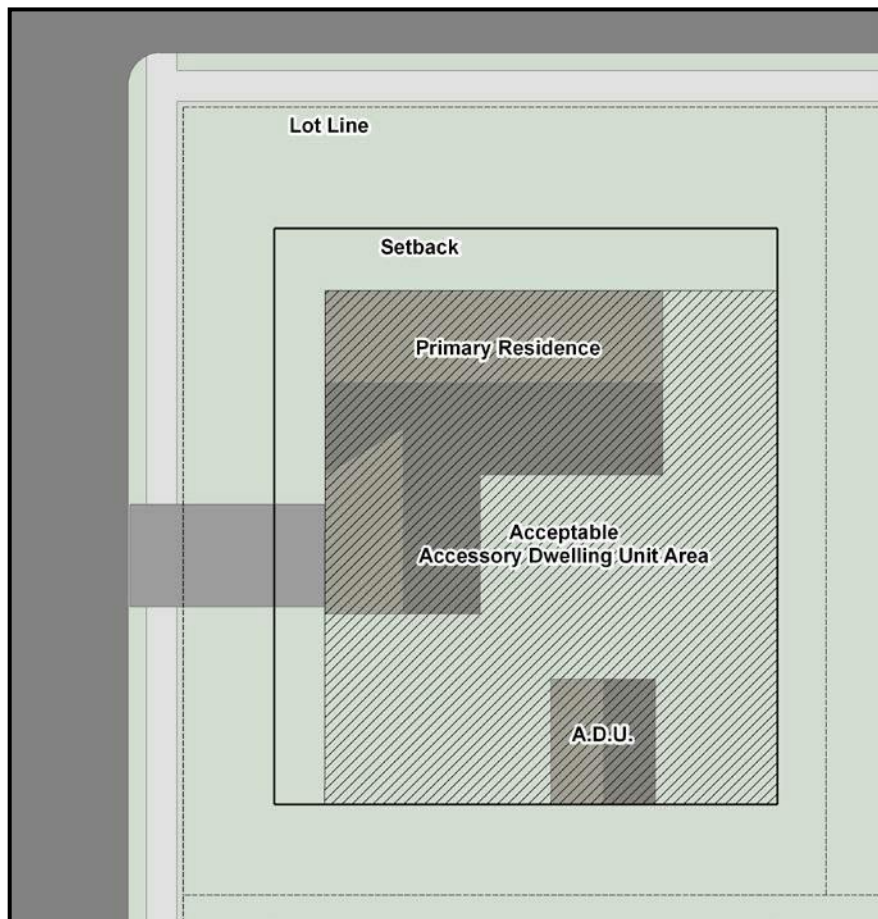 Lot Line
Setback
Primary Residence
Acceptable
Accessory Dwelling Unit Area
A.D.U.